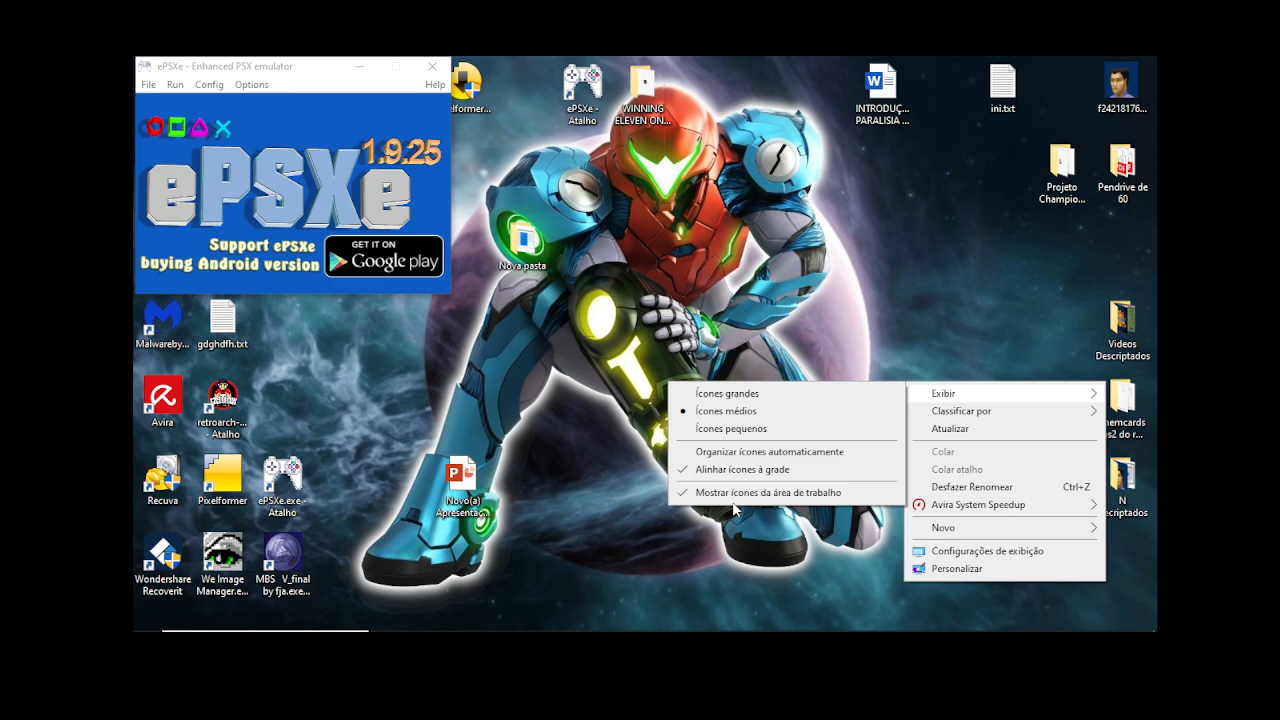 ePSXe - Enhanced PSX emulator
File Run Config Options Help
1.9.25
ePSXe
Support ePSXe
buying Android version
GET IT ON
Google play
elformer...
ePSXe -
Atalho
WINNING
ELEVEN ON...
INTRODUÇ...
PARALISIA ...
ini.txt
f24218176...
Projeto
Champio...
Pendrive de
60
Nova pasta
Malwareby...
gdghdfh.txt
Videos
Descriptados
Avira
retroarch-...
- Atalho
Recuva
Pixelformer
ePSXe.exe -
Atalho
Novo(a)
Apresentaç...
Wondershare
Recoverit
We Image
Manager.e...
MBS V_final
by fja.exe...
Ícones grandes
Ícones médios
Ícones pequenos
Organizar ícones automaticamente
Alinhar ícones à grade
Mostrar ícones da área de trabalho
Exibir
Classificar por
Atualizar
Colar
Colar atalho
Desfazer Renomear Ctrl+Z
Avira System Speedup
Novo
Configurações de exibição
Personalizar
emcards
s2 do r...
N
criptados